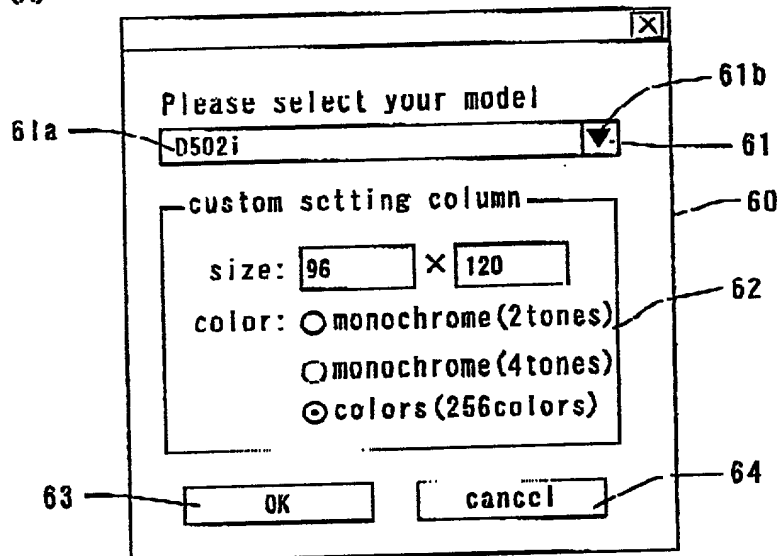 Please select your model
61b
61a
D502i
61
custom setting column
60
size: 96 × 120
62
color: monochrome(2tones)
monochrome(4tones)
colors(256colors)
63
OK
cancel
64